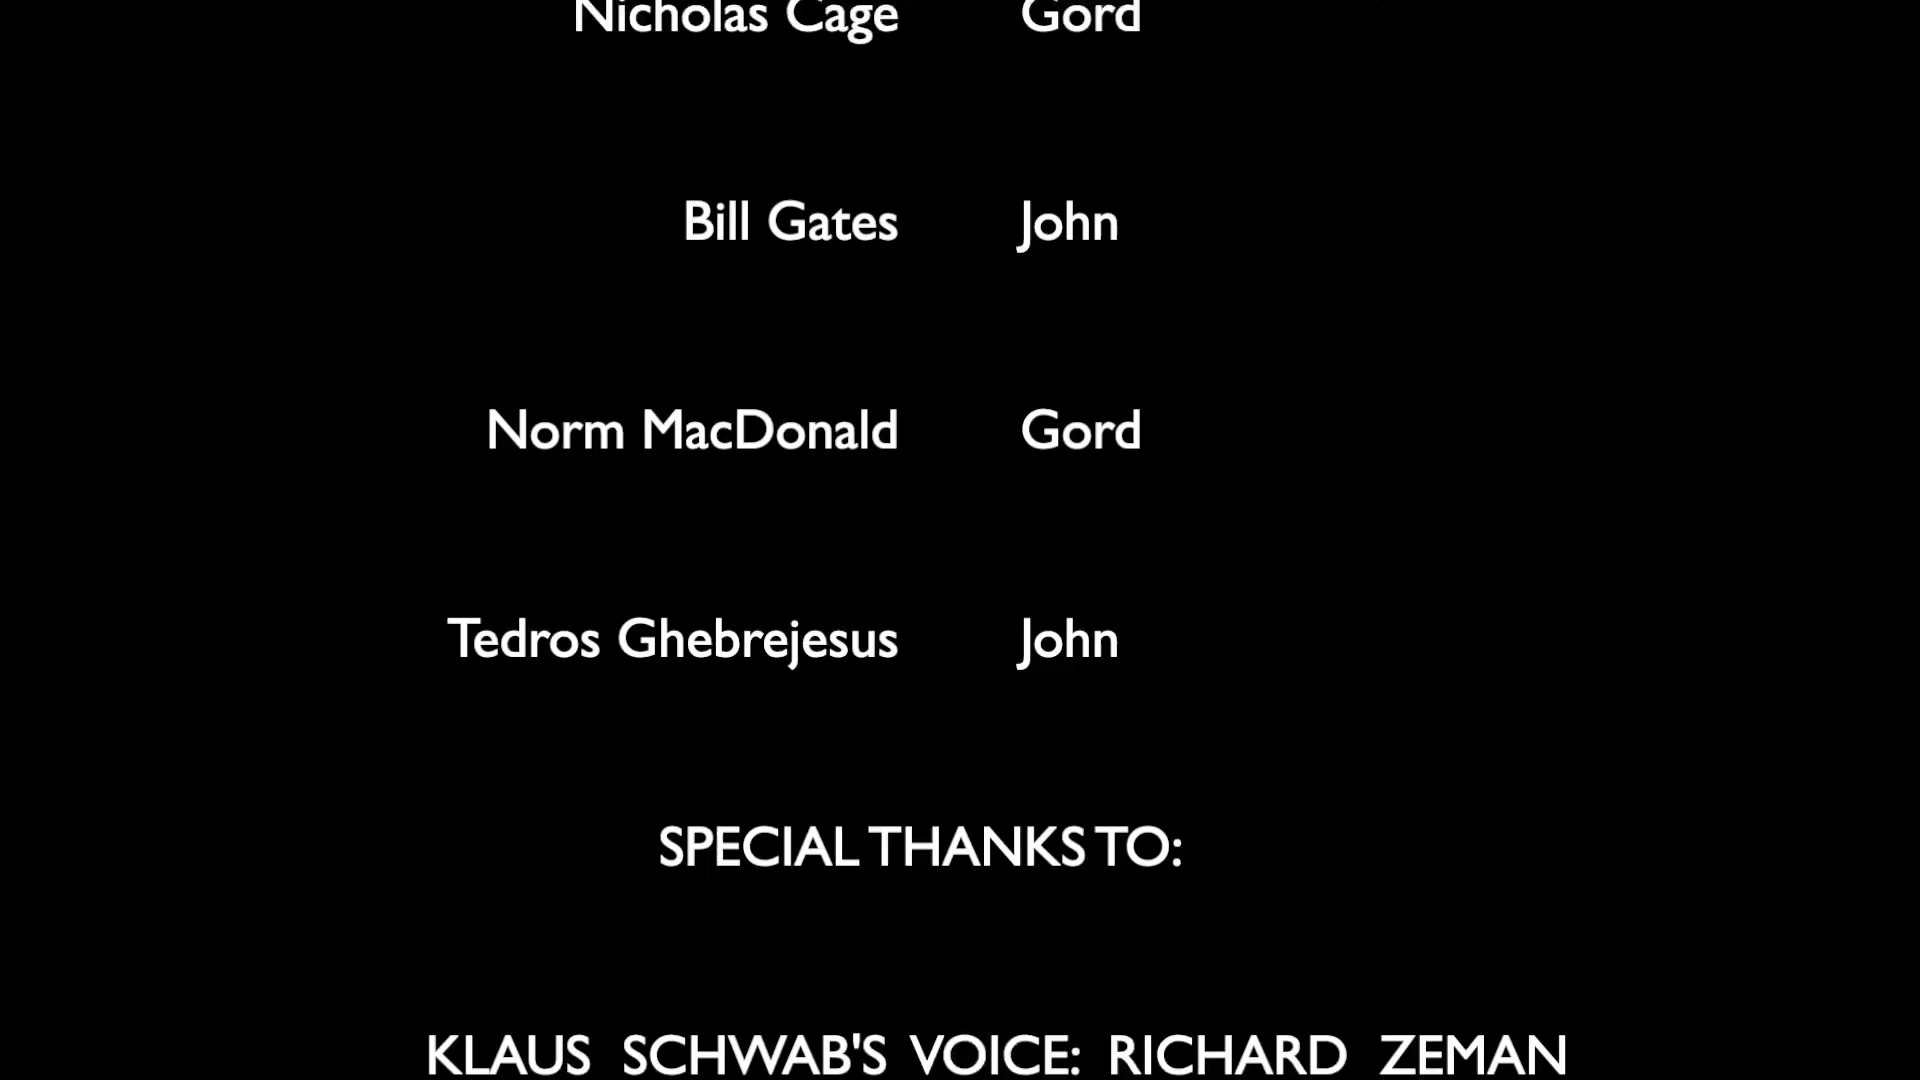 Nicholas Cage Gord
Bill Gates John
Norm MacDonald Gord
Tedros Ghebrejesus John
SPECIAL THANKS TO:
KLAUS SCHWAB'S VOICE: RICHARD ZEMAN